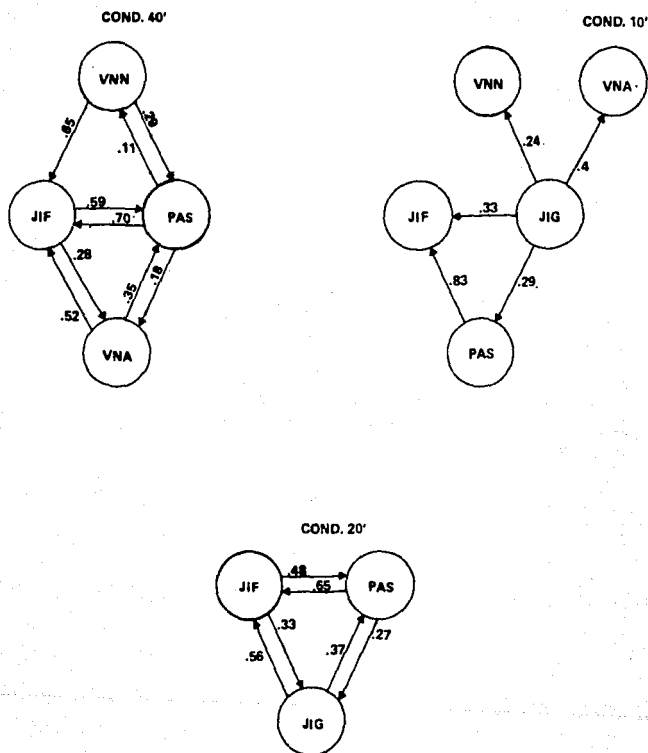 COND. 40'
VNN
.65
.29
.11
JIF
.59
.70
PAS
.28
.52
.35
.18
VNA
COND. 10'
VNN
VNA
.24
.4
JIF
.33
JIG
.83
.29
PAS
COND. 20'
JIF
.48
.65
PAS
.33
.56
.37
.27
JIG